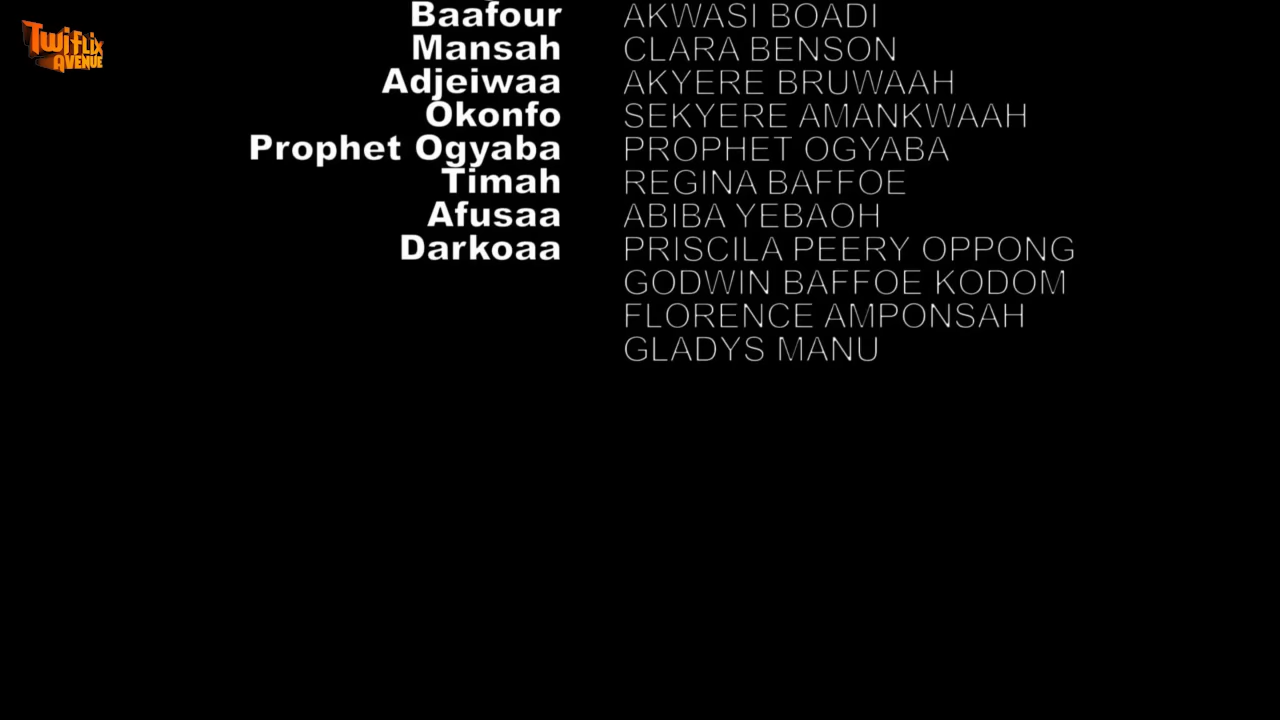 Twiflix
Avenue
Baafour AKWASI BOADI
Mansah CLARA BENSON
Adjeiwaa AKYERE BRUWAAH
Okonfo SEKYERE AMANKWAAH
Prophet Ogyaba PROPHET OGYABA
Timah REGINA BAFFOE
Afusaa ABIBA YEBAOH
Darkoaa PRISCILA PEERY OPPONG
GODWIN BAFFOE KODOM
FLORENCE AMPONSAH
GLADYS MANU